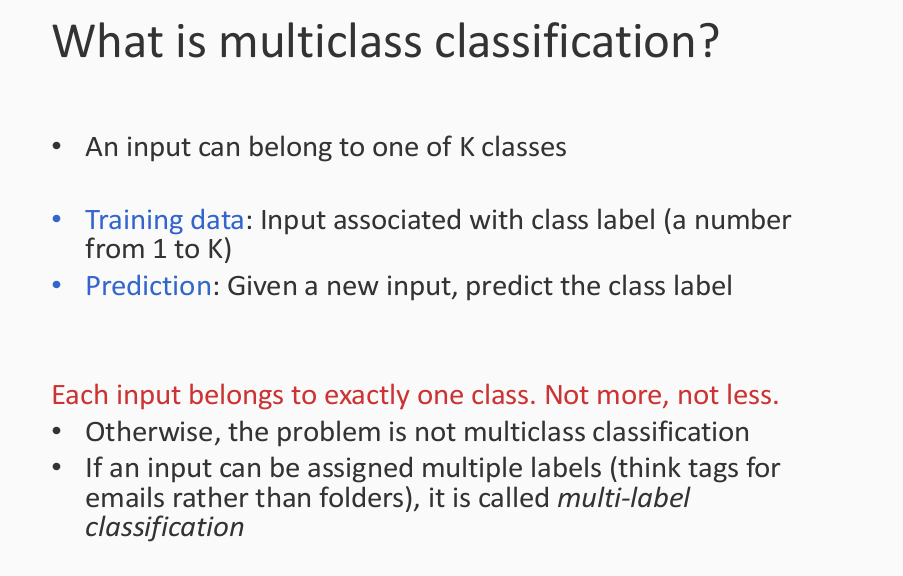 What is multiclass classification?
• An input can belong to one of K classes
• Training data: Input associated with class label (a number
from 1 to K)
• Prediction: Given a new input, predict the class label
Each input belongs to exactly one class. Not more, not less.
• Otherwise, the problem is not multiclass classification
• If an input can be assigned multiple labels (think tags for
emails rather than folders), it is called multi-label
classification